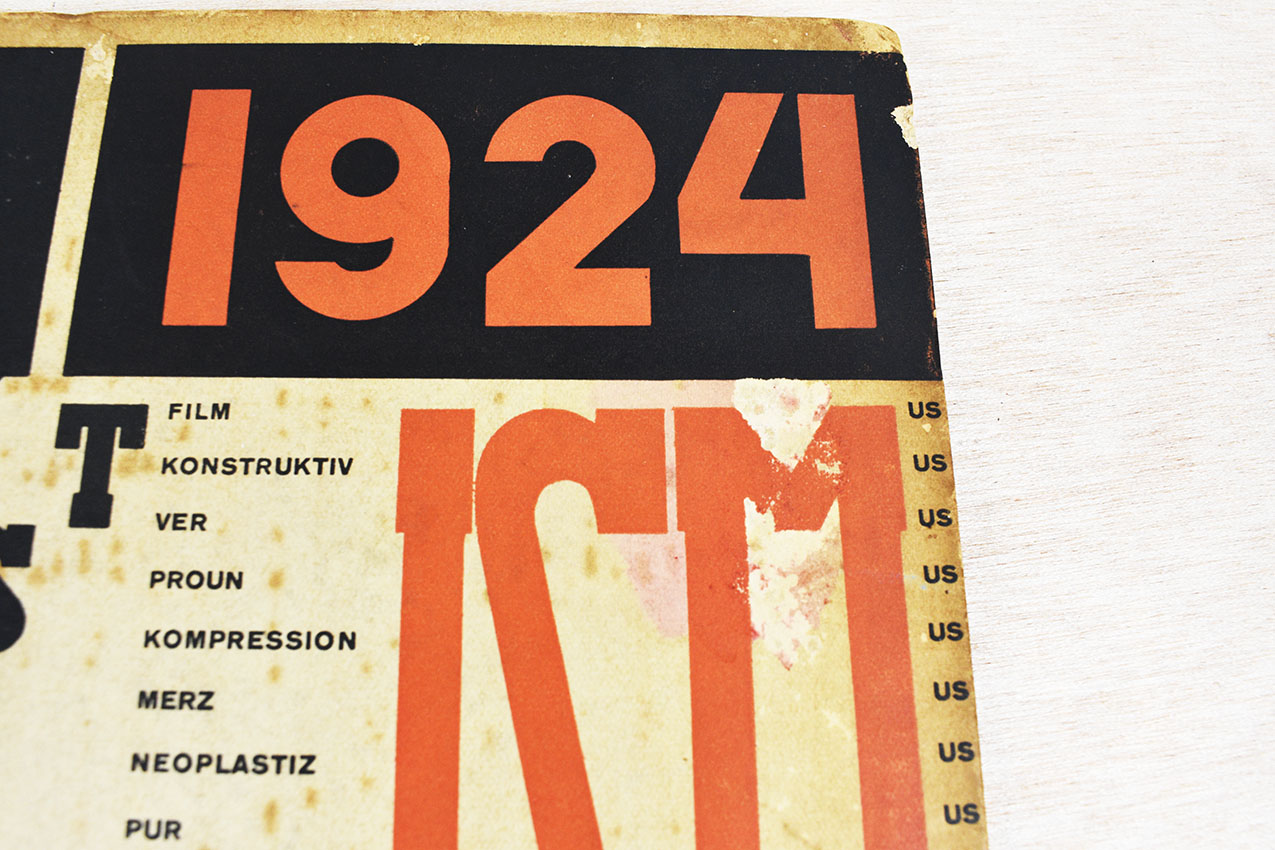 1924
T
S
ISM
FILM US
KONSTRUKTIV US
VER US
PROUN US
KOMPRESSION US
MERZ US
NEOPLASTIZ US
PUR US